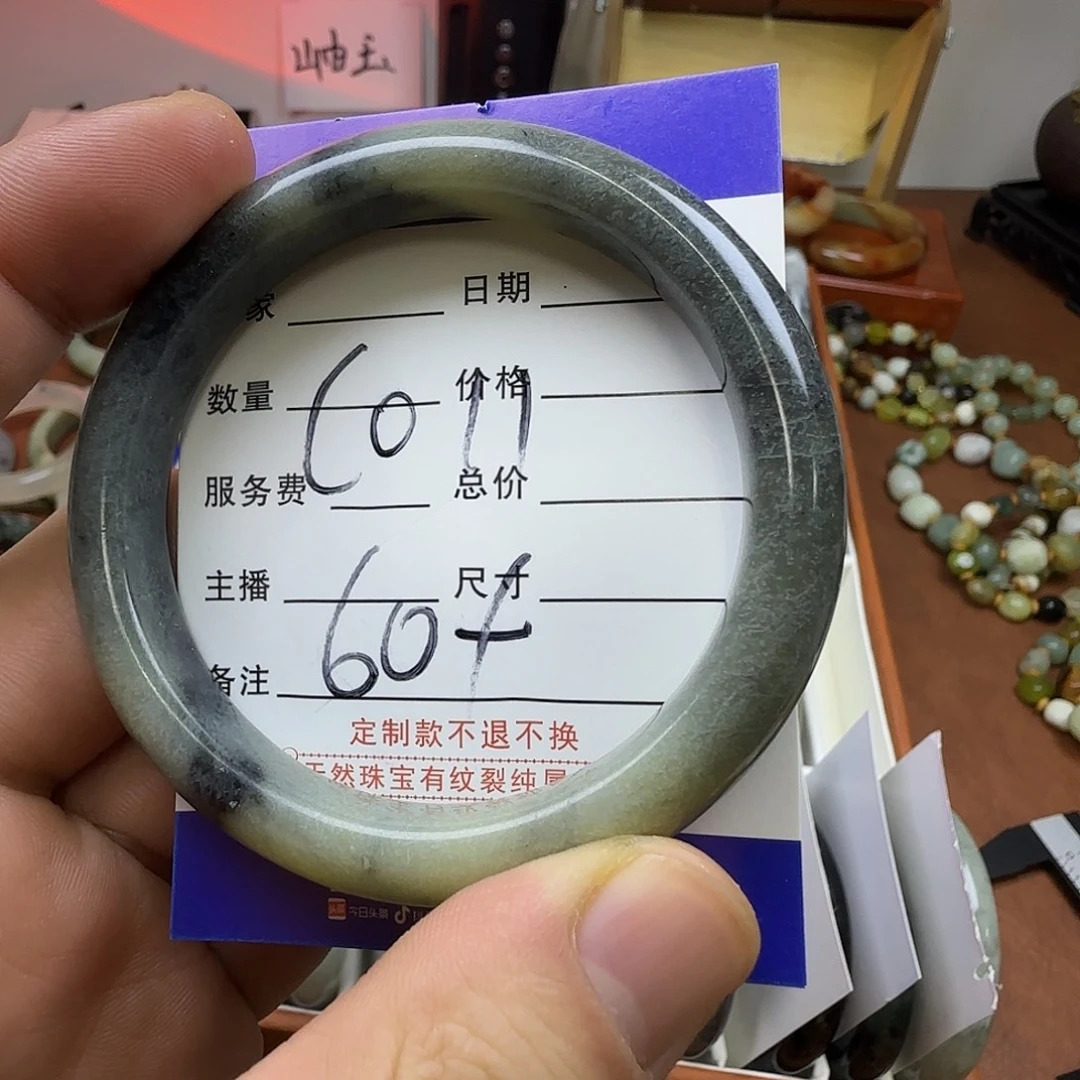 岫玉
家 日期
数量 价格
服务费 总价
主播 尺寸
60+
备注
定制款不退不换
天然珠宝有纹裂纯属
今日头条